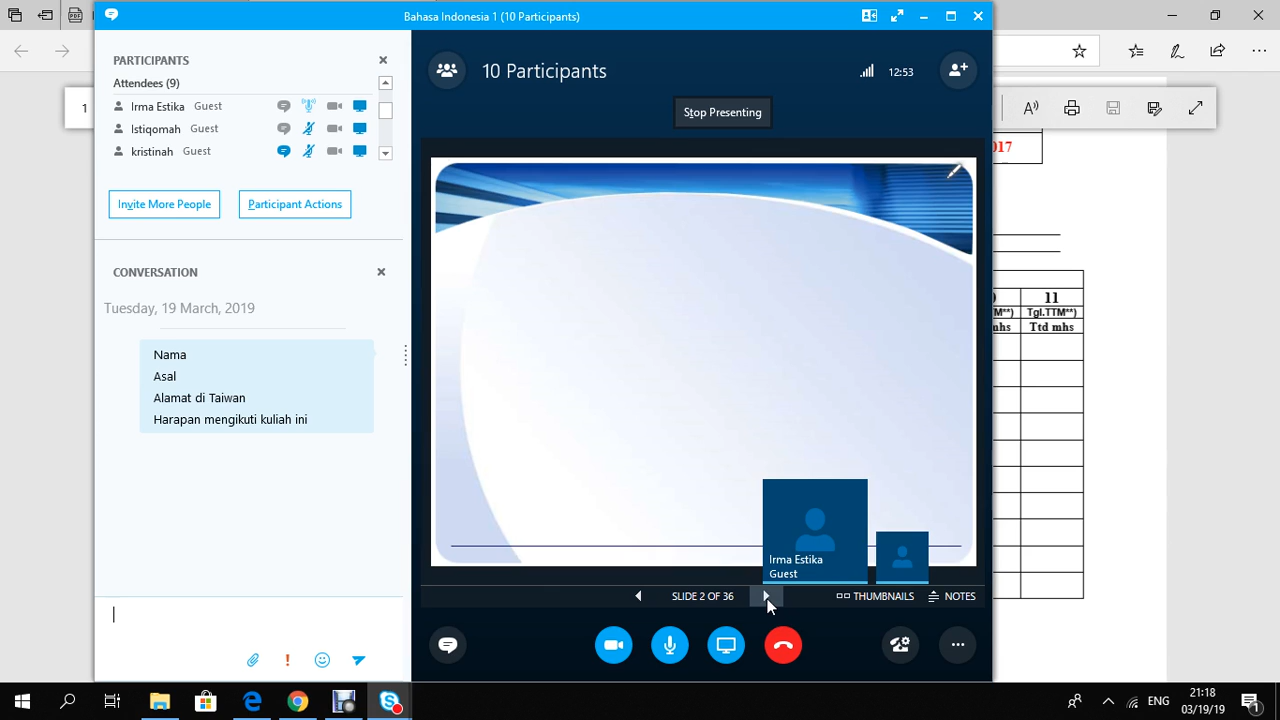 Bahasa Indonesia 1 (10 Participants)
PARTICIPANTS
Attendees (9)
Irma Estika Guest
Istiqomah Guest
kristinah Guest
Invite More People
Participant Actions
CONVERSATION
Tuesday, 19 March, 2019
Nama
Asal
Alamat di Taiwan
Harapan mengikuti kuliah ini
10 Participants
12:53
Stop Presenting
Irma Estika
Guest
SLIDE 2 OF 36
THUMBNAILS
NOTES
1
11
Tgl.TTM**)
Ttd mhs
ENG
21:18
03/19/19
1